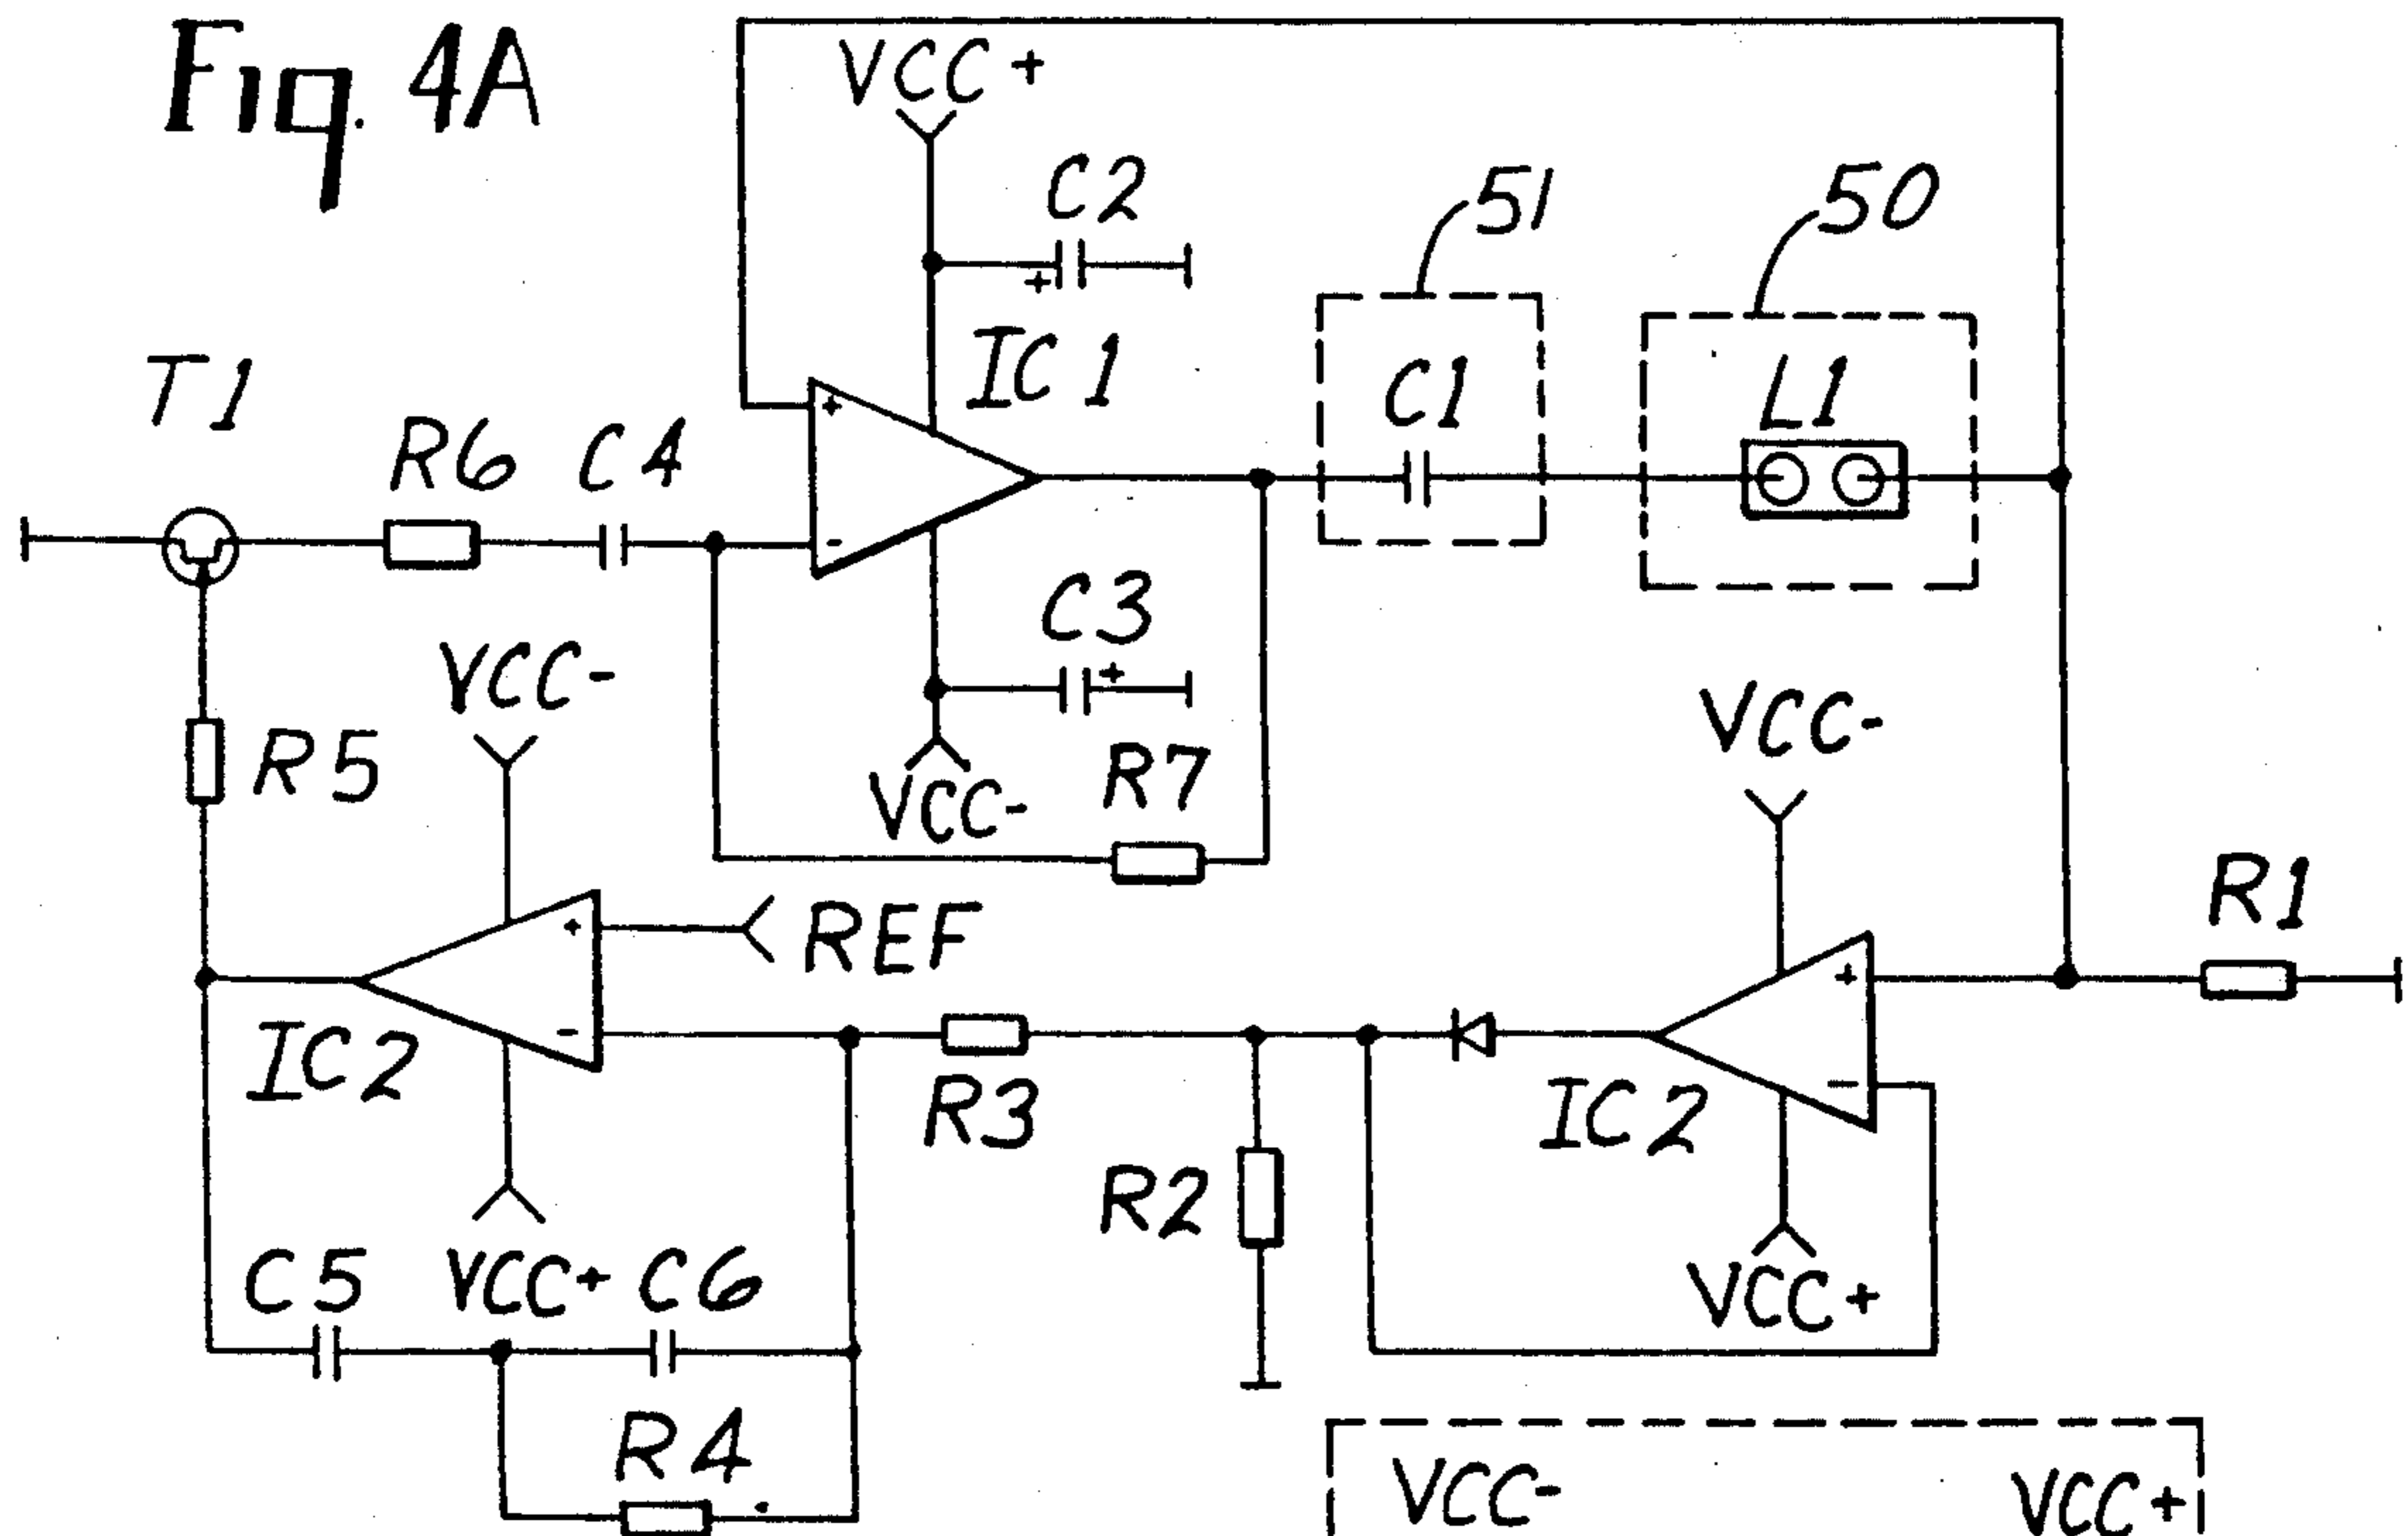 Fig. 4A
VCC+
C2
51
50
IC1
T1
R6
C4
+
C1
L1
-
C3
+
VCC-
VCC-
R5
R7
VCC-
R1
+
REF
+
IC2
-
R3
IC2
-
R2
C5
VCC+
C6
VCC+
R4
VCC-
VCC+
+